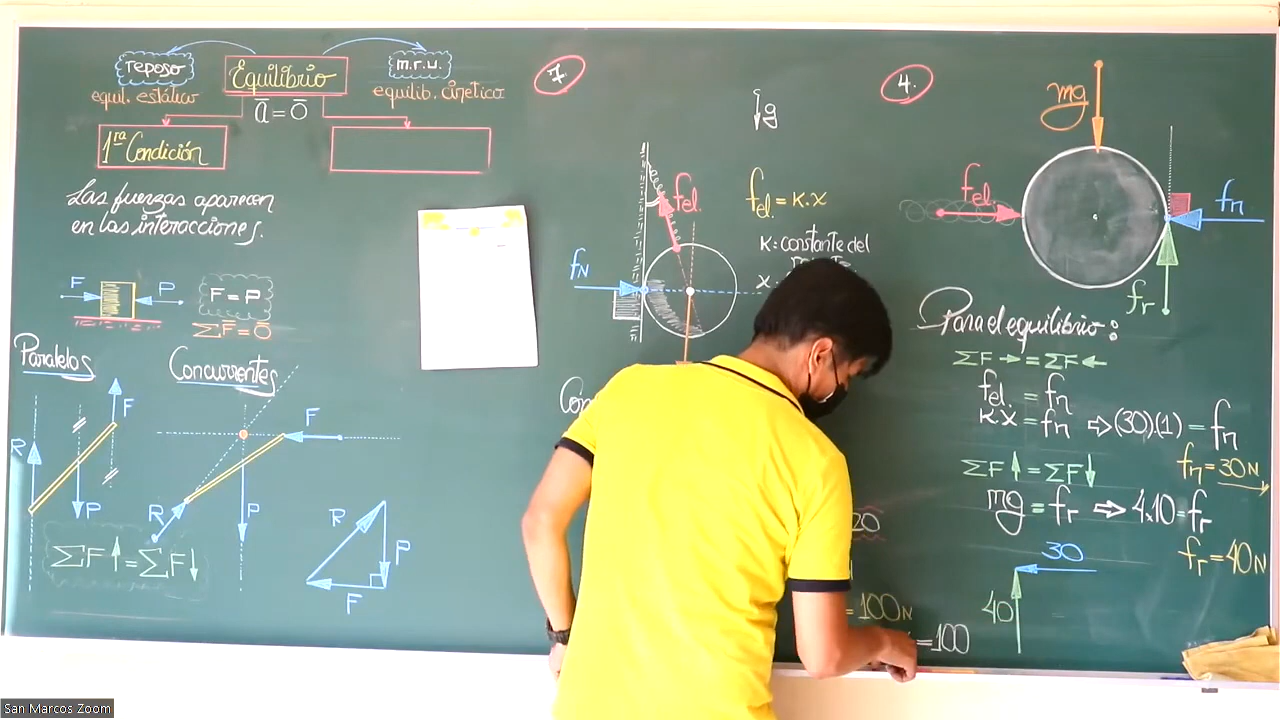 reposo
Equilibrio
m.r.u.
equil. estático
equilib. cinético
a̅ = 0̅
1ra Condición
Las fuerzas aparecen
en las interacciones.
F
P
F = P
ΣF̅ = 0̅
Paralelos
Concurrentes
F
R
P
F
R
P
R
P
F
ΣF↑ = ΣF↓
7.
g
fel.
fel. = K.x
K: constante del
x
fN
Con
20
= 100N
= 100
4.
mg
fel.
fn
fr
Para el equilibrio:
ΣF→ = ΣF←
fel. = fn
K.x = fn ⇒ (30).(1) = fn
fn = 30N
ΣF↑ = ΣF↓
mg = fr ⇒ 4.10 = fr
fr = 40N
30
40
San Marcos Zoom